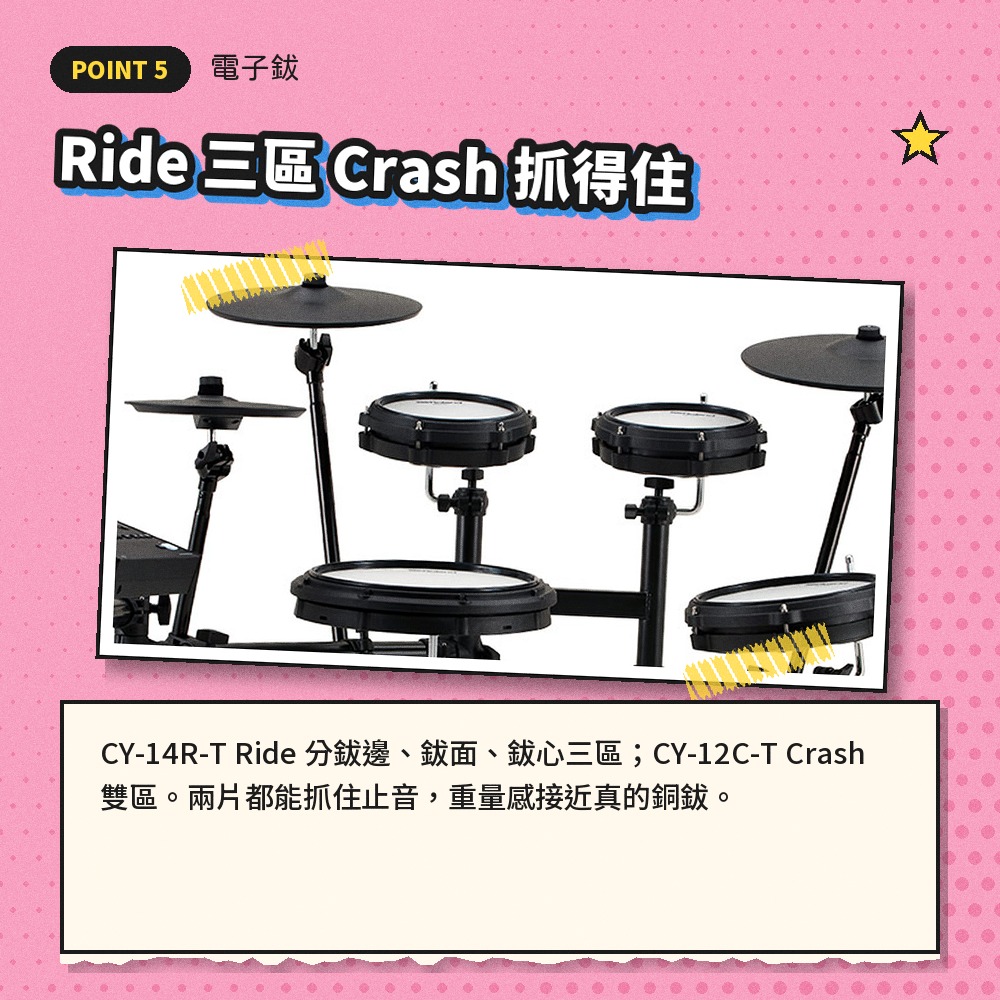 POINT 5
電子鈸
Ride 三區 Crash 抓得住
CY-14R-T Ride 分鈸邊、鈸面、鈸心三區；CY-12C-T Crash
雙區。兩片都能抓住止音，重量感接近真的銅鈸。